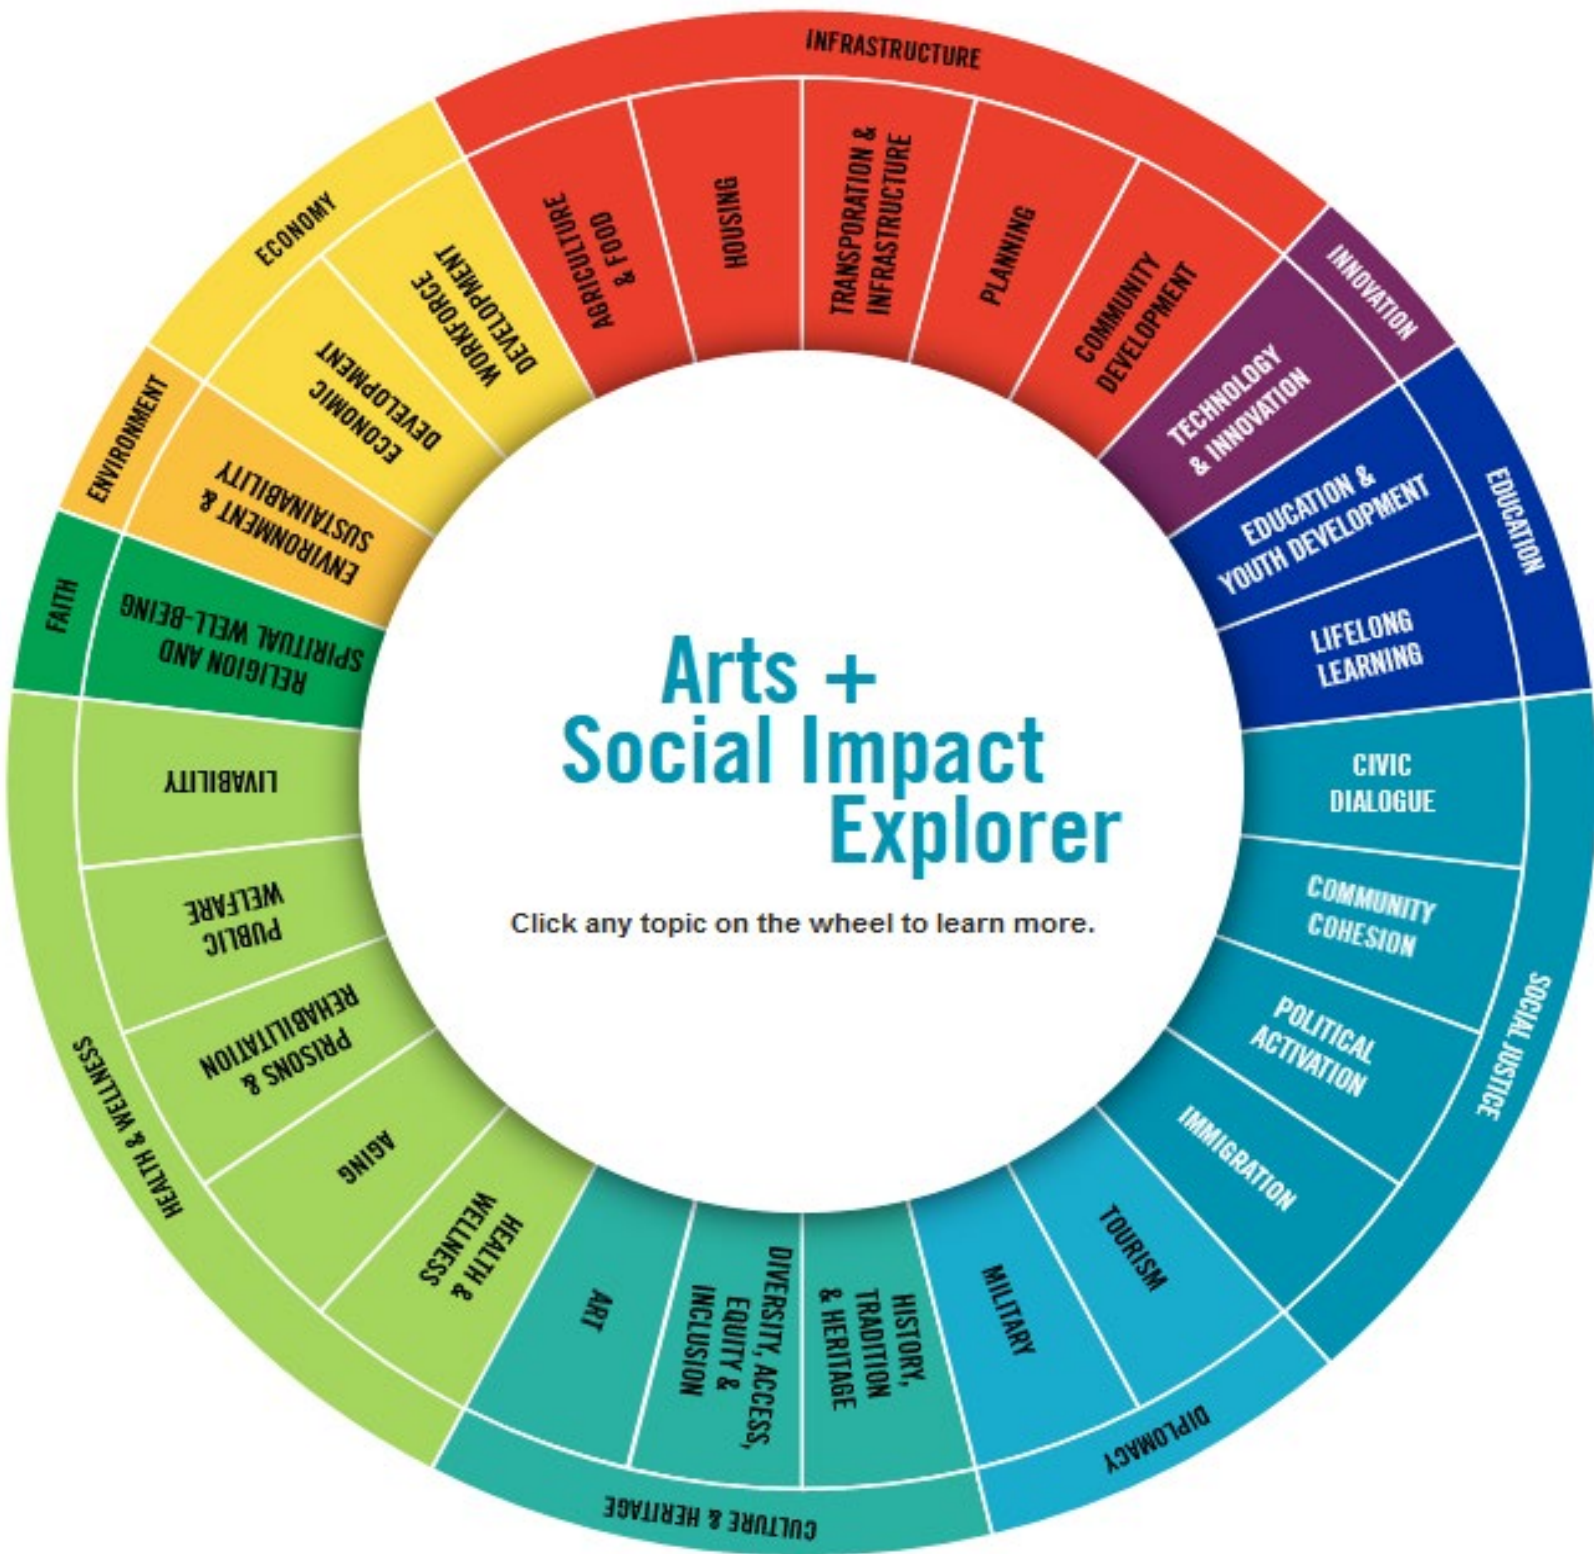 INFRASTRUCTURE
AGRICULTURE
& FOOD
HOUSING
TRANSPORATION &
INFRASTRUCTURE
PLANNING
COMMUNITY
DEVELOPMENT
INNOVATION
TECHNOLOGY
& INNOVATION
EDUCATION
EDUCATION &
YOUTH DEVELOPMENT
LIFELONG
LEARNING
SOCIAL JUSTICE
CIVIC
DIALOGUE
COMMUNITY
COHESION
POLITICAL
ACTIVATION
IMMIGRATION
DIPLOMACY
TOURISM
MILITARY
CULTURE & HERITAGE
HISTORY,
TRADITION
& HERITAGE
DIVERSITY, ACCESS,
EQUITY &
INCLUSION
ART
HEALTH & WELLNESS
HEALTH &
WELLNESS
AGING
PRISONS &
REHABILITATION
PUBLIC
WELFARE
LIVABILITY
FAITH
RELIGION AND
SPIRITUAL WELL-BEING
ENVIRONMENT
ENVIRONMENT &
SUSTAINABILITY
ECONOMY
ECONOMIC
DEVELOPMENT
WORKFORCE
DEVELOPMENT
Arts +
Social Impact
Explorer
Click any topic on the wheel to learn more.